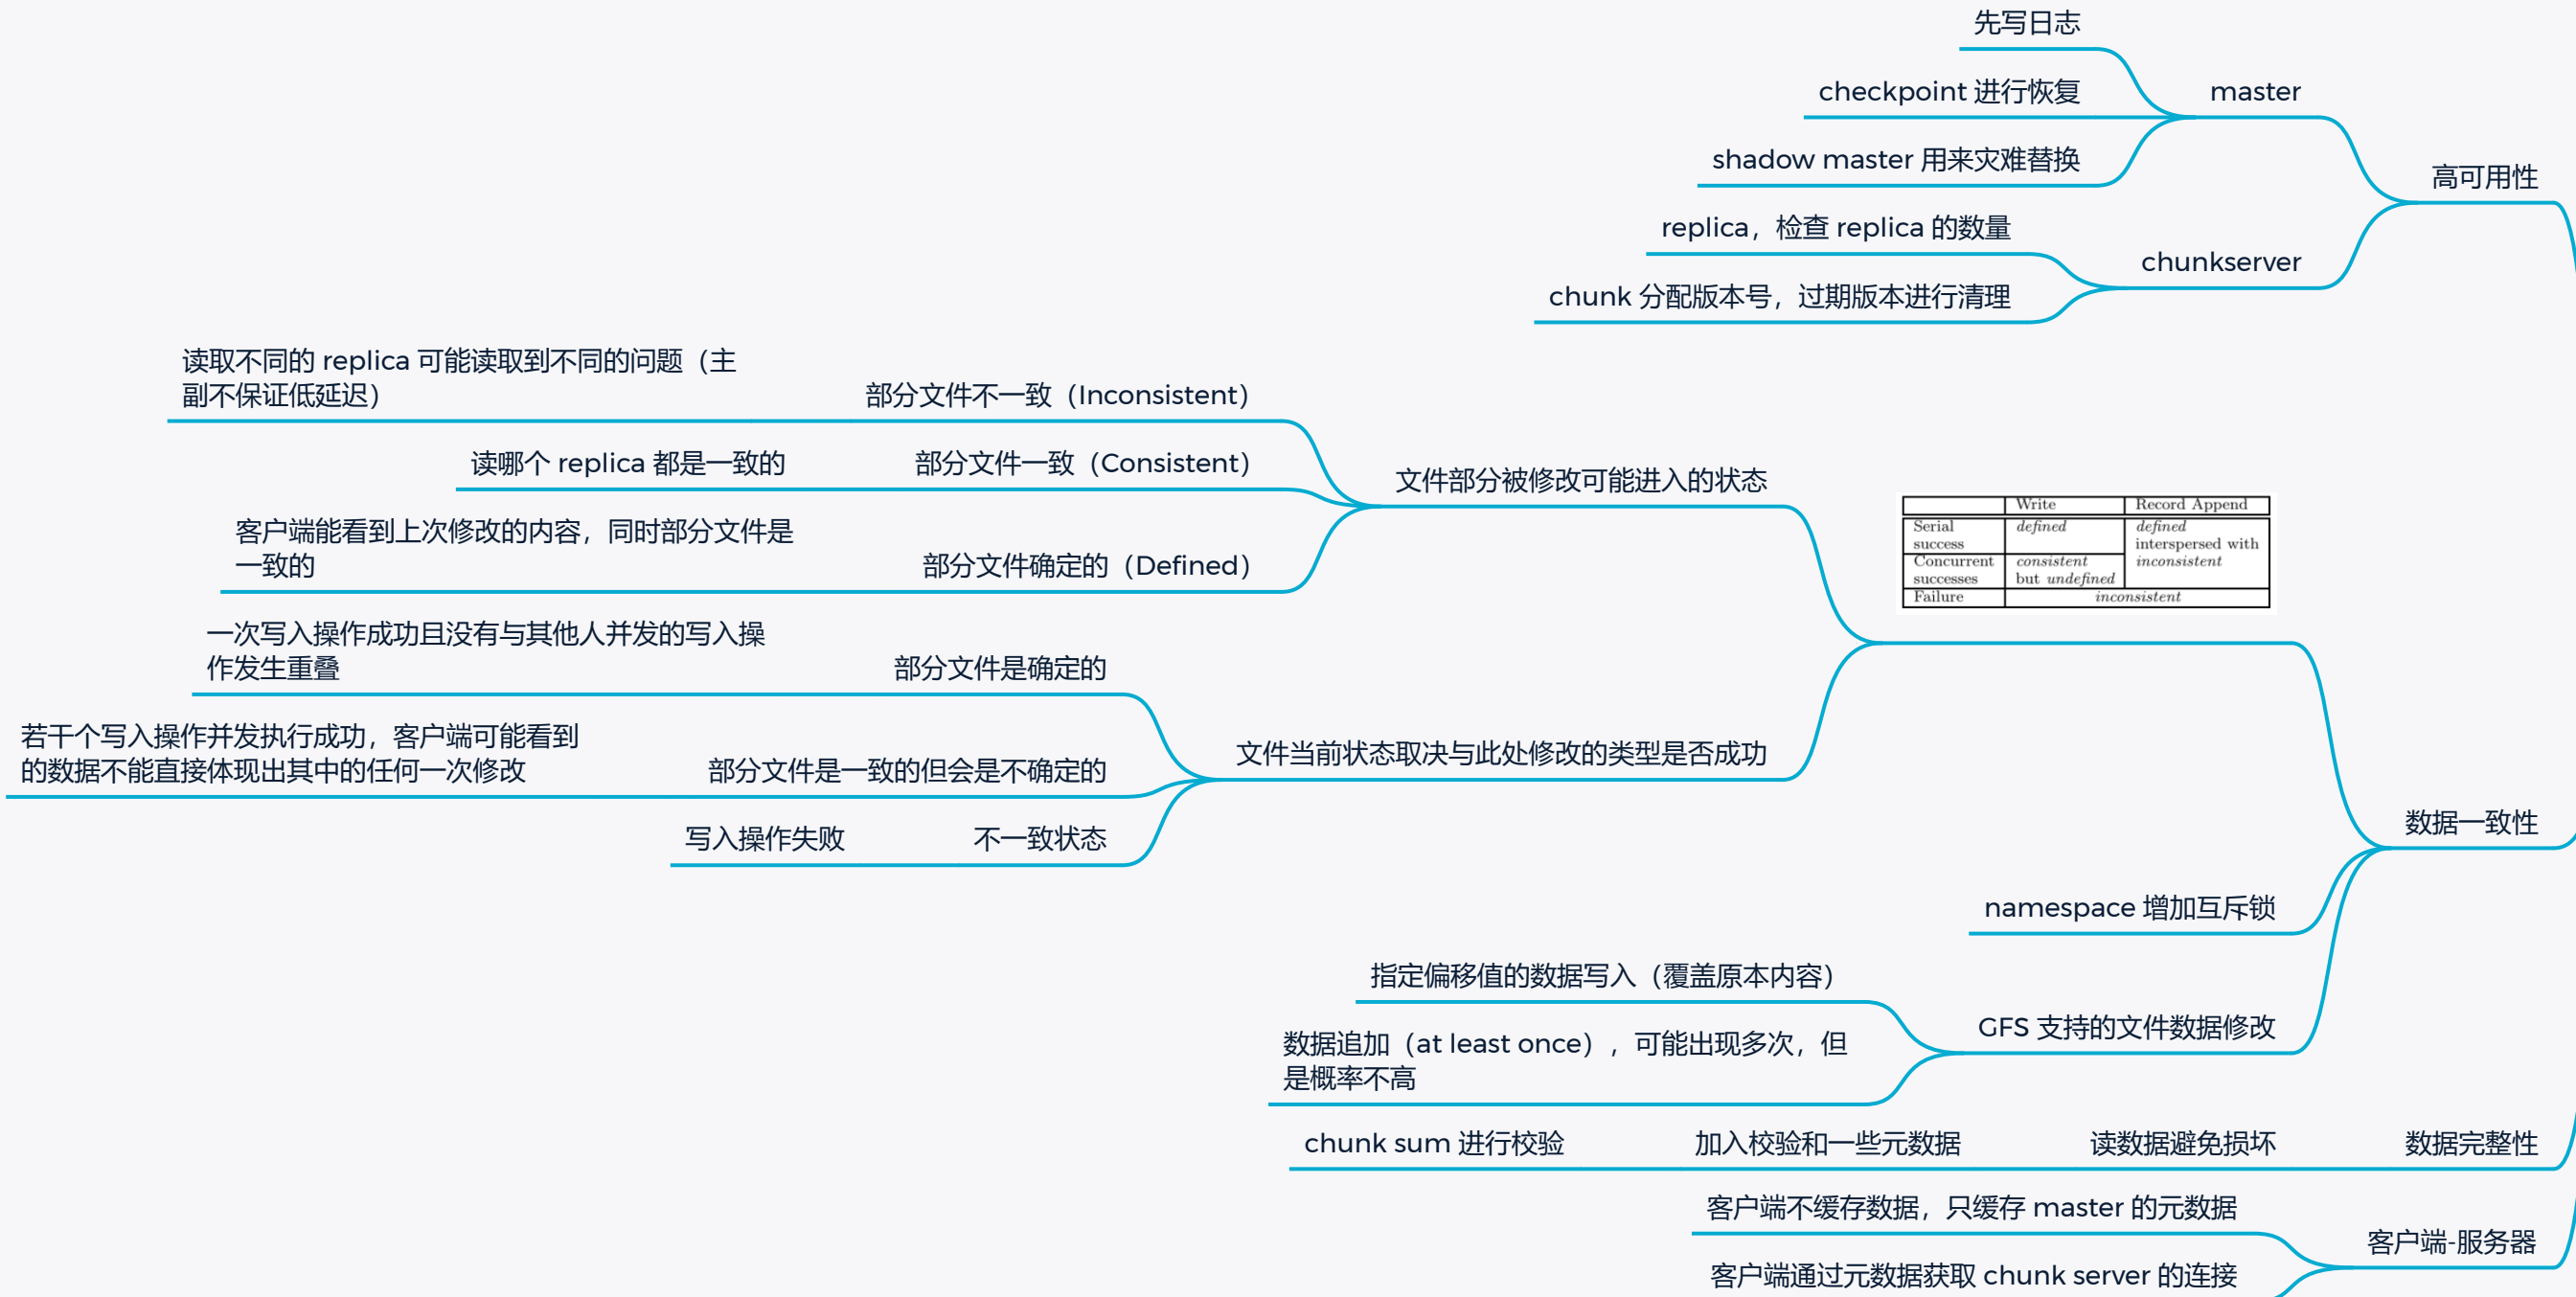 先写日志
checkpoint 进行恢复
master
shadow master 用来灾难替换
高可用性
replica，检查 replica 的数量
chunkserver
chunk 分配版本号，过期版本进行清理
读取不同的 replica 可能读取到不同的问题（主
副不保证低延迟）
部分文件不一致（Inconsistent）
读哪个 replica 都是一致的
部分文件一致（Consistent）
文件部分被修改可能进入的状态
客户端能看到上次修改的内容，同时部分文件是
一致的
部分文件确定的（Defined）
Write Record Append
Serial defined defined
success interspersed with
Concurrent consistent inconsistent
successes but undefined
Failure inconsistent
一次写入操作成功且没有与其他人并发的写入操
作发生重叠
部分文件是确定的
若干个写入操作并发执行成功，客户端可能看到
的数据不能直接体现出其中的任何一次修改
部分文件是一致的但会是不确定的
文件当前状态取决与此处修改的类型是否成功
写入操作失败
不一致状态
数据一致性
namespace 增加互斥锁
指定偏移值的数据写入（覆盖原本内容）
GFS 支持的文件数据修改
数据追加（at least once），可能出现多次，但
是概率不高
chunk sum 进行校验
加入校验和一些元数据
读数据避免损坏
数据完整性
客户端不缓存数据，只缓存 master 的元数据
客户端-服务器
客户端通过元数据获取 chunk server 的连接